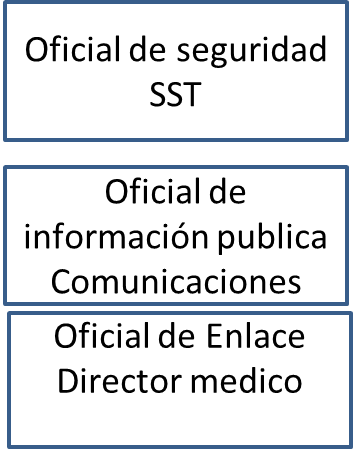 Oficial de seguridad
SST
Oficial de
información publica
Comunicaciones
Oficial de Enlace
Director medico